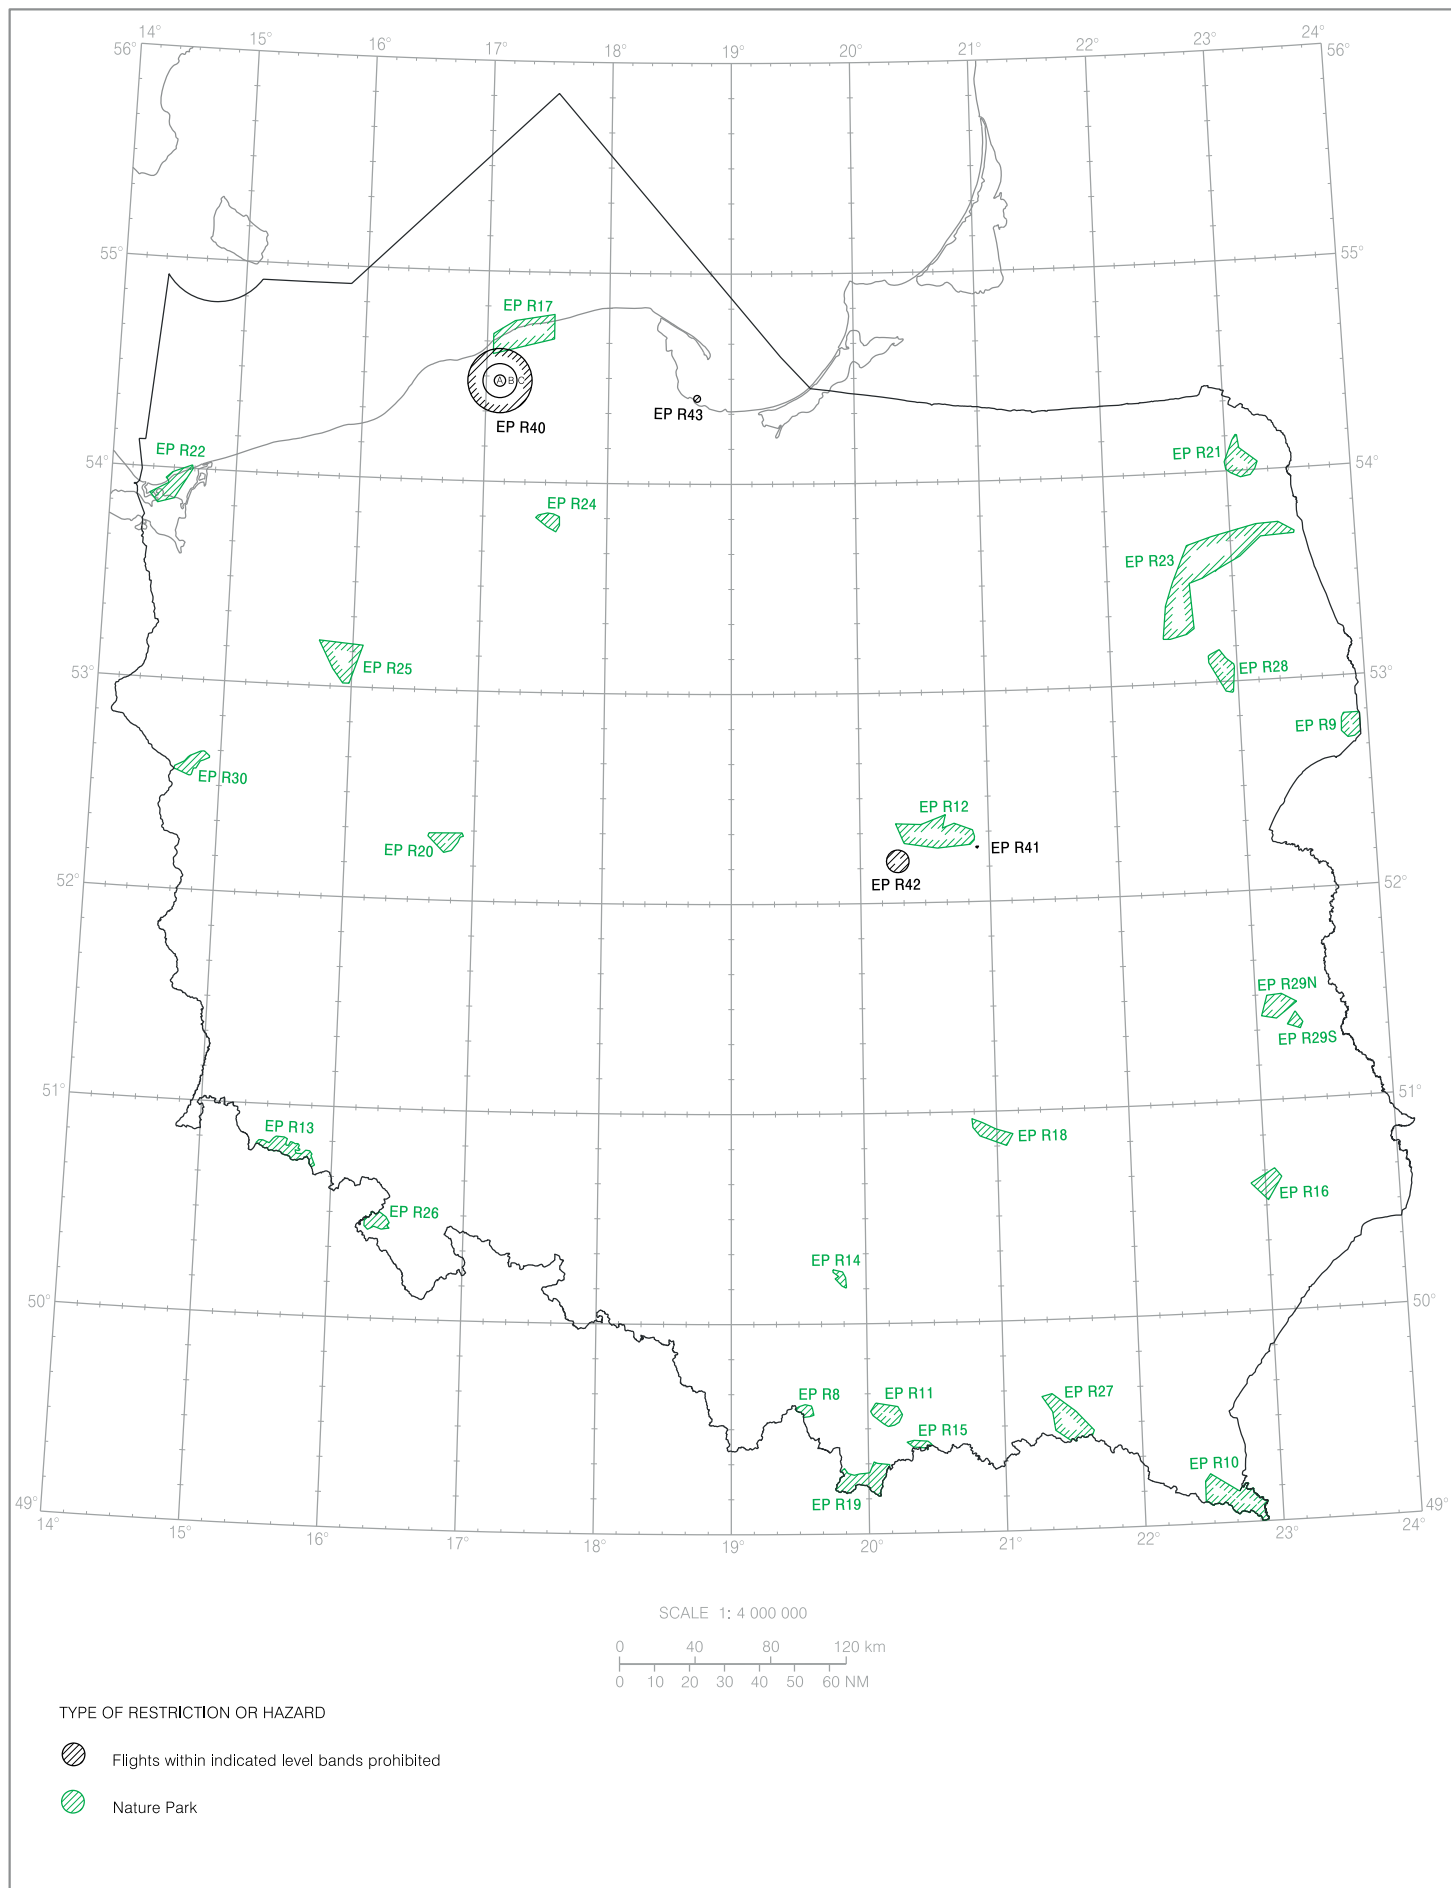 14°
15°
16°
17°
18°
19°
20°
21°
22°
23°
24°
56°
56°
55°
55°
EP R17
A B C
EP R40
EP R43
EP R22
54°
EP R21
54°
EP R24
EP R23
EP R25
53°
EP R28
53°
EP R9
EP R30
EP R12
EP R20
EP R41
EP R42
52°
52°
EP R29N
EP R29S
51°
51°
EP R13
EP R18
EP R16
EP R26
EP R14
50°
50°
EP R8
EP R11
EP R27
EP R15
EP R10
EP R19
49°
49°
14°
15°
16°
17°
18°
19°
20°
21°
22°
23°
24°
SCALE 1: 4 000 000
0 40 80 120 km
0 10 20 30 40 50 60 NM
TYPE OF RESTRICTION OR HAZARD
Flights within indicated level bands prohibited
Nature Park